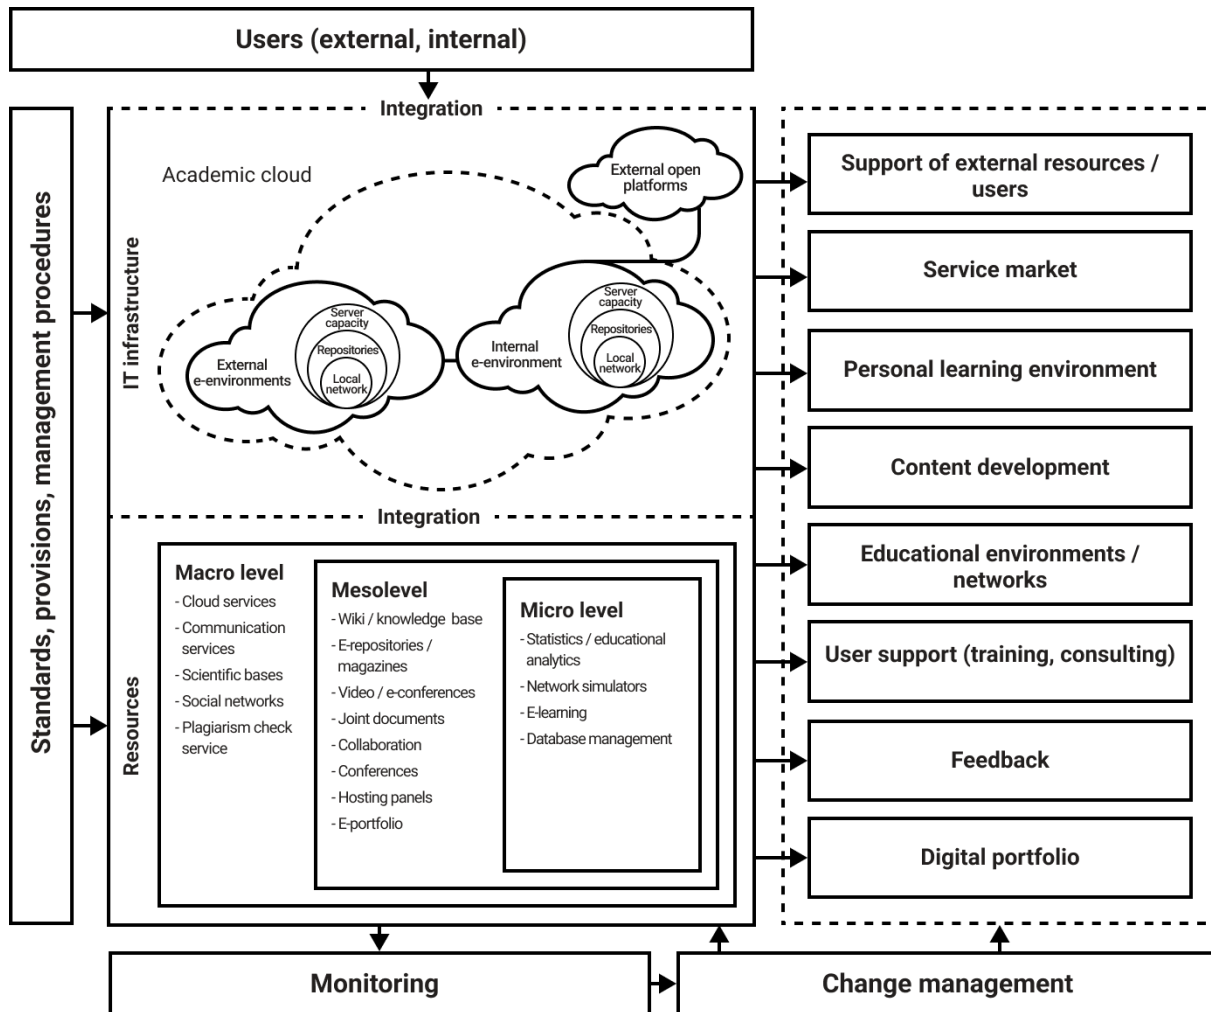 Users (external, internal)
Integration
Standards, provisions, management procedures
IT infrastructure
Academic cloud
External open
platforms
External
e-environments
Server
capacity
Repositories
Local
network
Internal
e-environment
Server
capacity
Repositories
Local
network
Integration
Resources
Macro level
- Cloud services
- Communication
services
- Scientific bases
- Social networks
- Plagiarism check
service
Mesolevel
- Wiki / knowledge base
- E-repositories /
magazines
- Video / e-conferences
- Joint documents
- Collaboration
- Conferences
- Hosting panels
- E-portfolio
Micro level
- Statistics / educational
analytics
- Network simulators
- E-learning
- Database management
Support of external resources /
users
Service market
Personal learning environment
Content development
Educational environments /
networks
User support (training, consulting)
Feedback
Digital portfolio
Monitoring
Change management